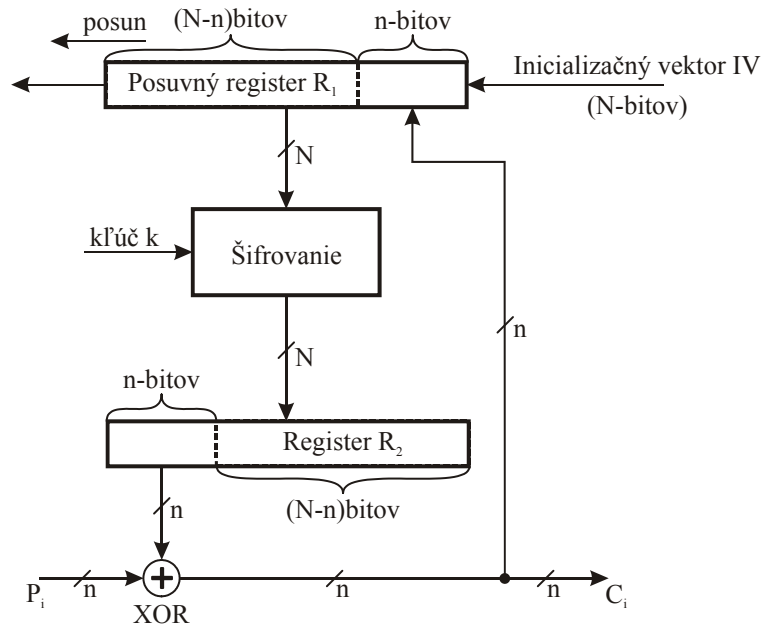 posun
(N-n)bitov
n-bitov
Posuvný register R₁
Inicializačný vektor IV
(N-bitov)
N
kľúč k
Šifrovanie
n
N
n-bitov
Register R₂
n
(N-n)bitov
Pᵢ
n
XOR
n
n
Cᵢ